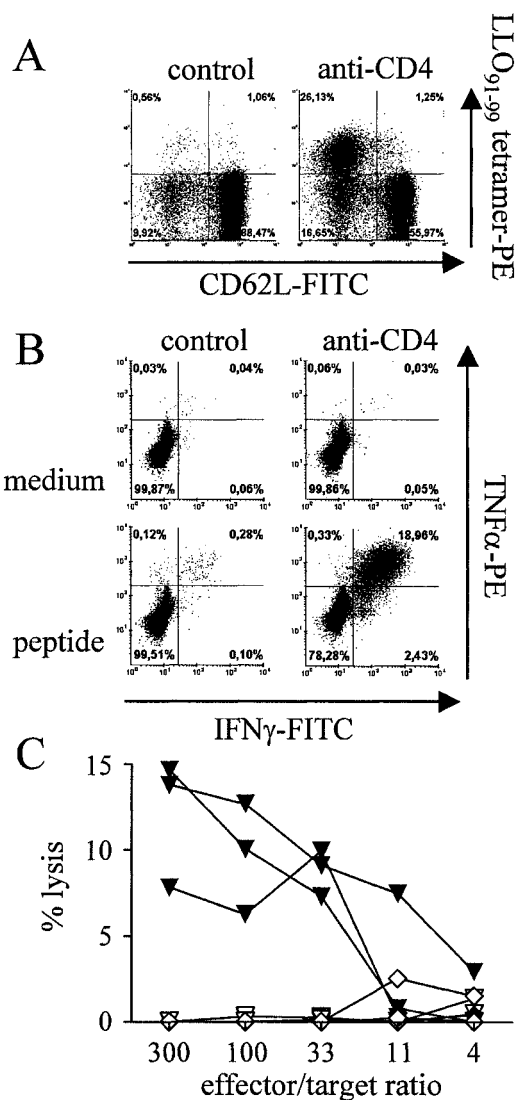 A
control
anti-CD4
0,56%
1,06%
26,13%
1,25%
9,92%
88,47%
16,65%
55,97%
LLO91-99 tetramer-PE
CD62L-FITC
B
control
anti-CD4
medium
0,03%
0,04%
0,06%
0,03%
99,87%
0,06%
99,86%
0,05%
peptide
0,12%
0,28%
0,33%
18,96%
99,51%
0,10%
78,28%
2,43%
TNFα-PE
IFNγ-FITC
C
% lysis
15
10
5
0
300 100 33 11 4
effector/target ratio